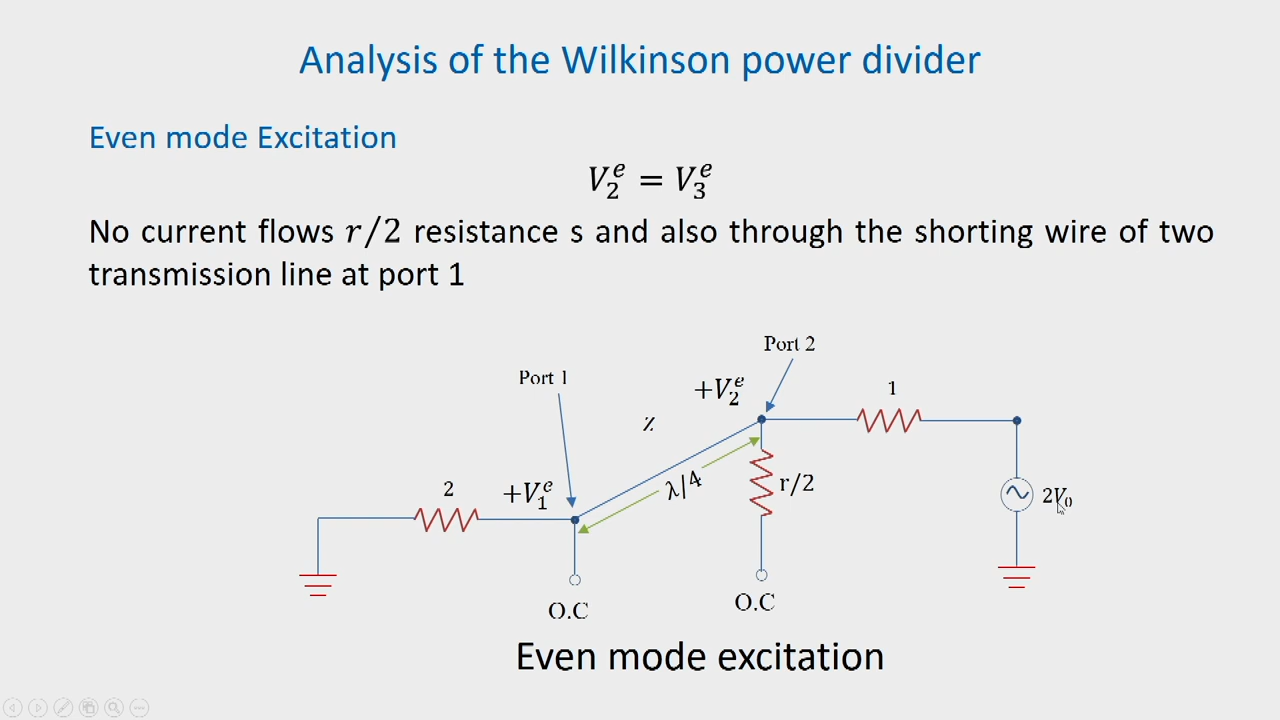 Analysis of the Wilkinson power divider
Even mode Excitation
V₂ᵉ = V₃ᵉ
No current flows r/2 resistance s and also through the shorting wire of two
transmission line at port 1
Port 2
Port 1
+V₂ᵉ
1
z
2
+V₁ᵉ
λ/4
r/2
2V₀
O.C
O.C
Even mode excitation